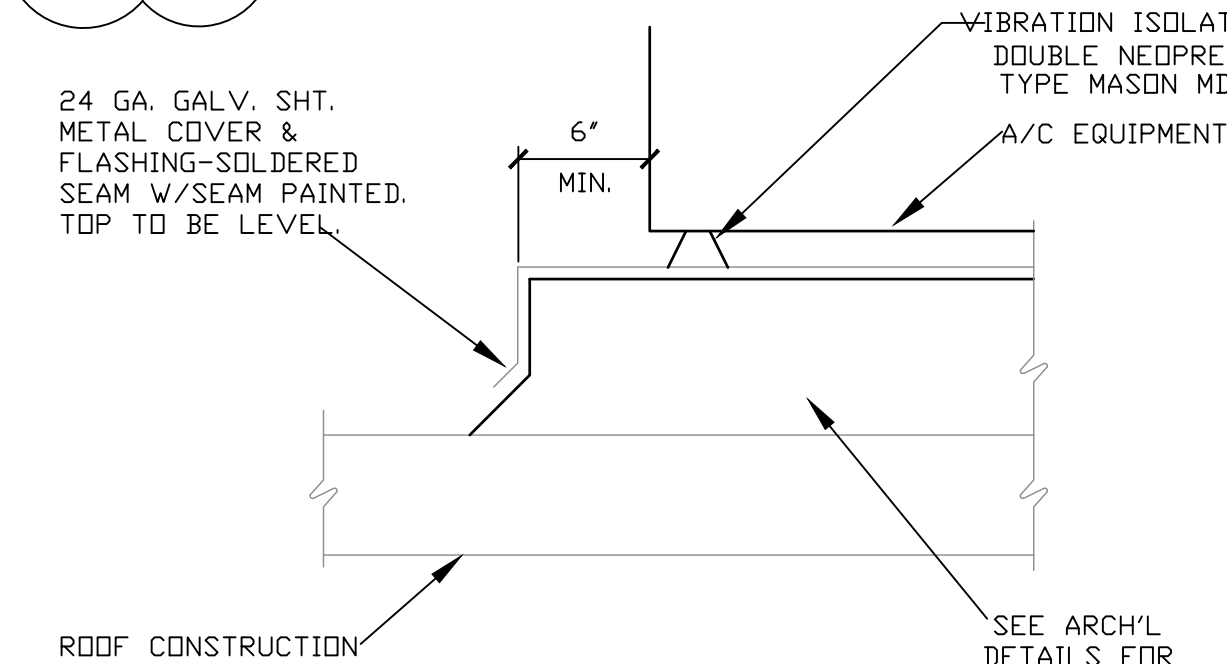 24 GA. GALV. SHT.
METAL COVER &
FLASHING-SOLDERED
SEAM W/SEAM PAINTED.
TOP TO BE LEVEL.
6"
MIN.
VIBRATION ISOLAT
DOUBLE NEOPRE
TYPE MASON MD
A/C EQUIPMENT
ROOF CONSTRUCTION
SEE ARCH'L
DETAILS FOR